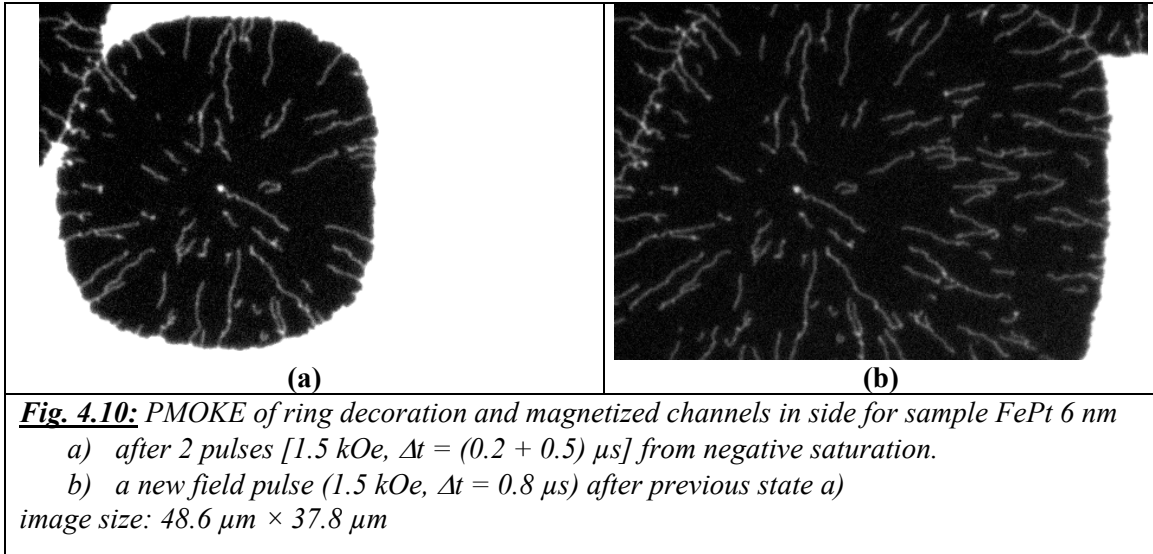 (a)
(b)
Fig. 4.10: PMOKE of ring decoration and magnetized channels in side for sample FePt 6 nm
a) after 2 pulses [1.5 kOe, Δt = (0.2 + 0.5) μs] from negative saturation.
b) a new field pulse (1.5 kOe, Δt = 0.8 μs) after previous state a)
image size: 48.6 μm × 37.8 μm